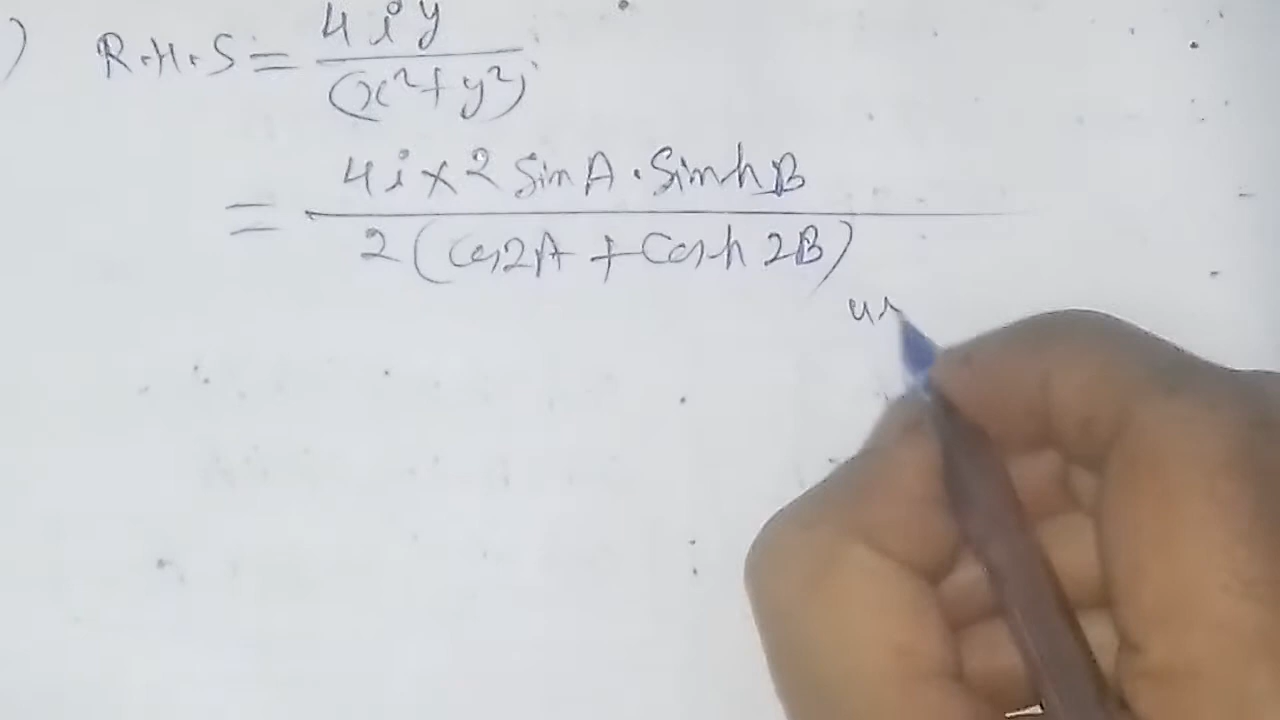 ) R.H.S = 4iy / (x²+y²)
= 4i×2 sin A . Sinh B / 2(Cos2A + Cosh 2B)